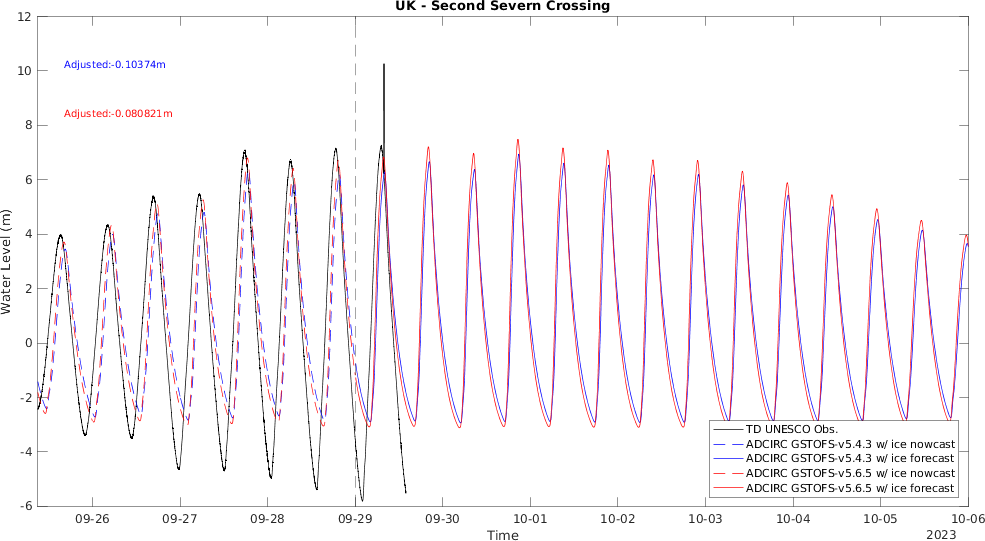 UK - Second Severn Crossing
12
10
8
6
4
2
0
-2
-4
-6
Water Level (m)
Adjusted:-0.10374m
Adjusted:-0.080821m
TD UNESCO Obs.
ADCIRC GSTOFS-v5.4.3 w/ ice nowcast
ADCIRC GSTOFS-v5.4.3 w/ ice forecast
ADCIRC GSTOFS-v5.6.5 w/ ice nowcast
ADCIRC GSTOFS-v5.6.5 w/ ice forecast
09-26 09-27 09-28 09-29 09-30 10-01 10-02 10-03 10-04 10-05 10-06
Time
2023